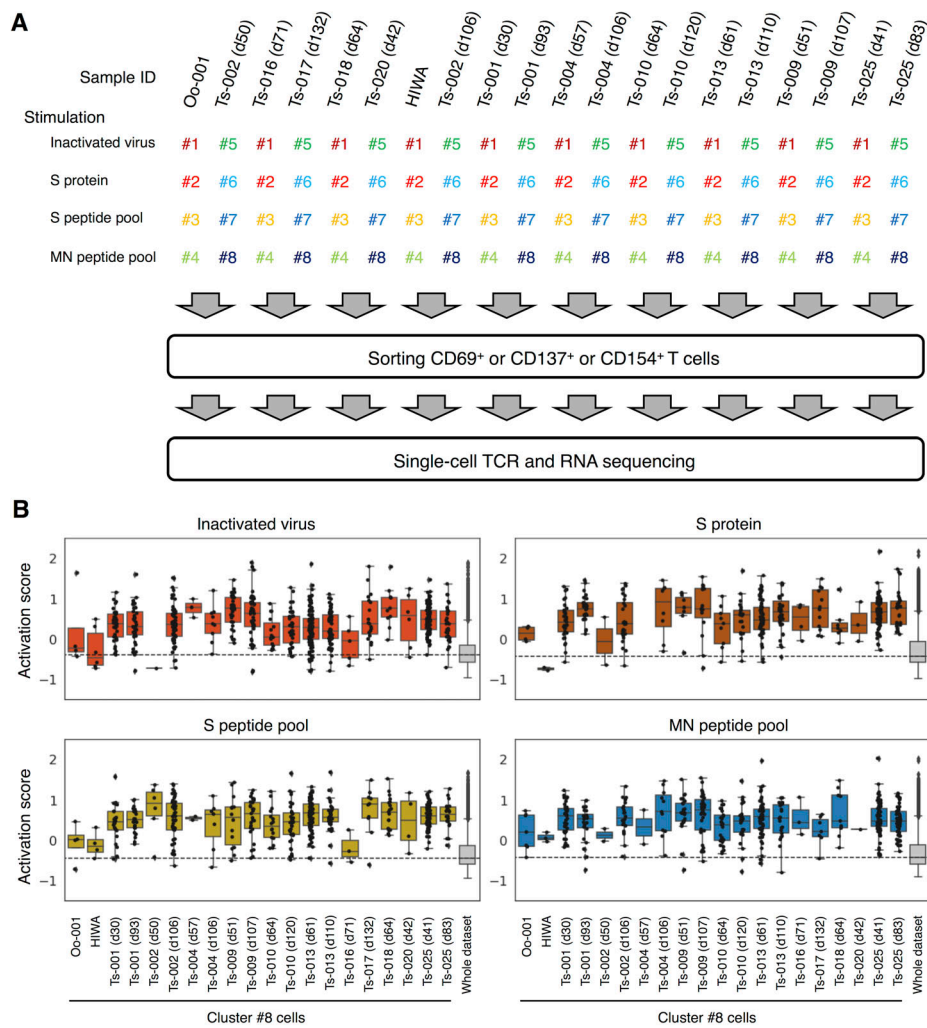 A
Sample ID
Oo-001
Ts-002 (d50)
Ts-016 (d71)
Ts-017 (d132)
Ts-018 (d64)
Ts-020 (d42)
HIWA
Ts-002 (d106)
Ts-001 (d30)
Ts-001 (d93)
Ts-004 (d57)
Ts-004 (d106)
Ts-010 (d64)
Ts-010 (d120)
Ts-013 (d61)
Ts-013 (d110)
Ts-009 (d51)
Ts-009 (d107)
Ts-025 (d41)
Ts-025 (d83)
Stimulation
Inactivated virus #1 #5 #1 #5 #1 #5 #1 #5 #1 #5 #1 #5 #1 #5 #1 #5 #1 #5 #1 #5
S protein #2 #6 #2 #6 #2 #6 #2 #6 #2 #6 #2 #6 #2 #6 #2 #6 #2 #6 #2 #6
S peptide pool #3 #7 #3 #7 #3 #7 #3 #7 #3 #7 #3 #7 #3 #7 #3 #7 #3 #7 #3 #7
MN peptide pool #4 #8 #4 #8 #4 #8 #4 #8 #4 #8 #4 #8 #4 #8 #4 #8 #4 #8 #4 #8
Sorting CD69⁺ or CD137⁺ or CD154⁺ T cells
Single-cell TCR and RNA sequencing
B
Inactivated virus
Activation score
2
1
0
−1
S protein
2
1
0
−1
S peptide pool
Activation score
2
1
0
−1
MN peptide pool
2
1
0
−1
Oo-001
HIWA
Ts-001 (d30)
Ts-001 (d93)
Ts-002 (d50)
Ts-002 (d106)
Ts-004 (d57)
Ts-004 (d106)
Ts-009 (d51)
Ts-009 (d107)
Ts-010 (d64)
Ts-010 (d120)
Ts-013 (d61)
Ts-013 (d110)
Ts-016 (d71)
Ts-017 (d132)
Ts-018 (d64)
Ts-020 (d42)
Ts-025 (d41)
Ts-025 (d83)
Whole dataset
Cluster #8 cells
Oo-001
HIWA
Ts-001 (d30)
Ts-001 (d93)
Ts-002 (d50)
Ts-002 (d106)
Ts-004 (d57)
Ts-004 (d106)
Ts-009 (d51)
Ts-009 (d107)
Ts-010 (d64)
Ts-010 (d120)
Ts-013 (d61)
Ts-013 (d110)
Ts-016 (d71)
Ts-017 (d132)
Ts-018 (d64)
Ts-020 (d42)
Ts-025 (d41)
Ts-025 (d83)
Whole dataset
Cluster #8 cells